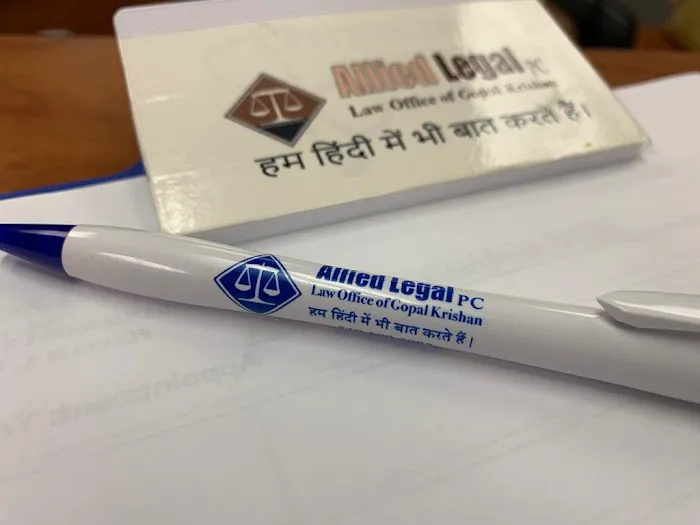 Allied Legal PC
Law Office of Gopal Krishan
हम हिंदी में भी बात करते हैं।
Allied Legal PC
Law Office of Gopal Krishan
हम हिंदी में भी बात करते हैं।
Appointment